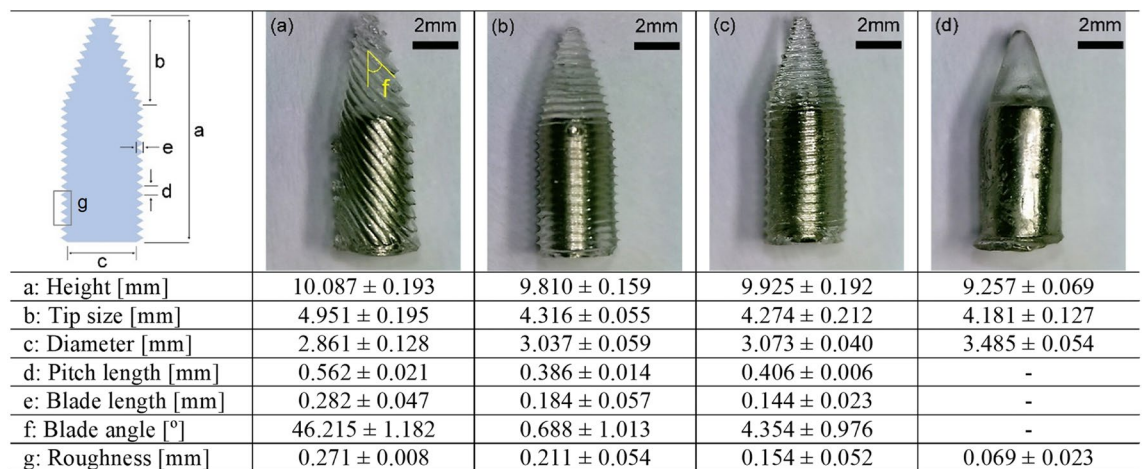 (a) 2mm (b) 2mm (c) 2mm (d) 2mm
b
a
f
e
d
g
c
a: Height [mm] 10.087 ± 0.193 9.810 ± 0.159 9.925 ± 0.192 9.257 ± 0.069
b: Tip size [mm] 4.951 ± 0.195 4.316 ± 0.055 4.274 ± 0.212 4.181 ± 0.127
c: Diameter [mm] 2.861 ± 0.128 3.037 ± 0.059 3.073 ± 0.040 3.485 ± 0.054
d: Pitch length [mm] 0.562 ± 0.021 0.386 ± 0.014 0.406 ± 0.006 -
e: Blade length [mm] 0.282 ± 0.047 0.184 ± 0.057 0.144 ± 0.023 -
f: Blade angle [º] 46.215 ± 1.182 0.688 ± 1.013 4.354 ± 0.976 -
g: Roughness [mm] 0.271 ± 0.008 0.211 ± 0.054 0.154 ± 0.052 0.069 ± 0.023